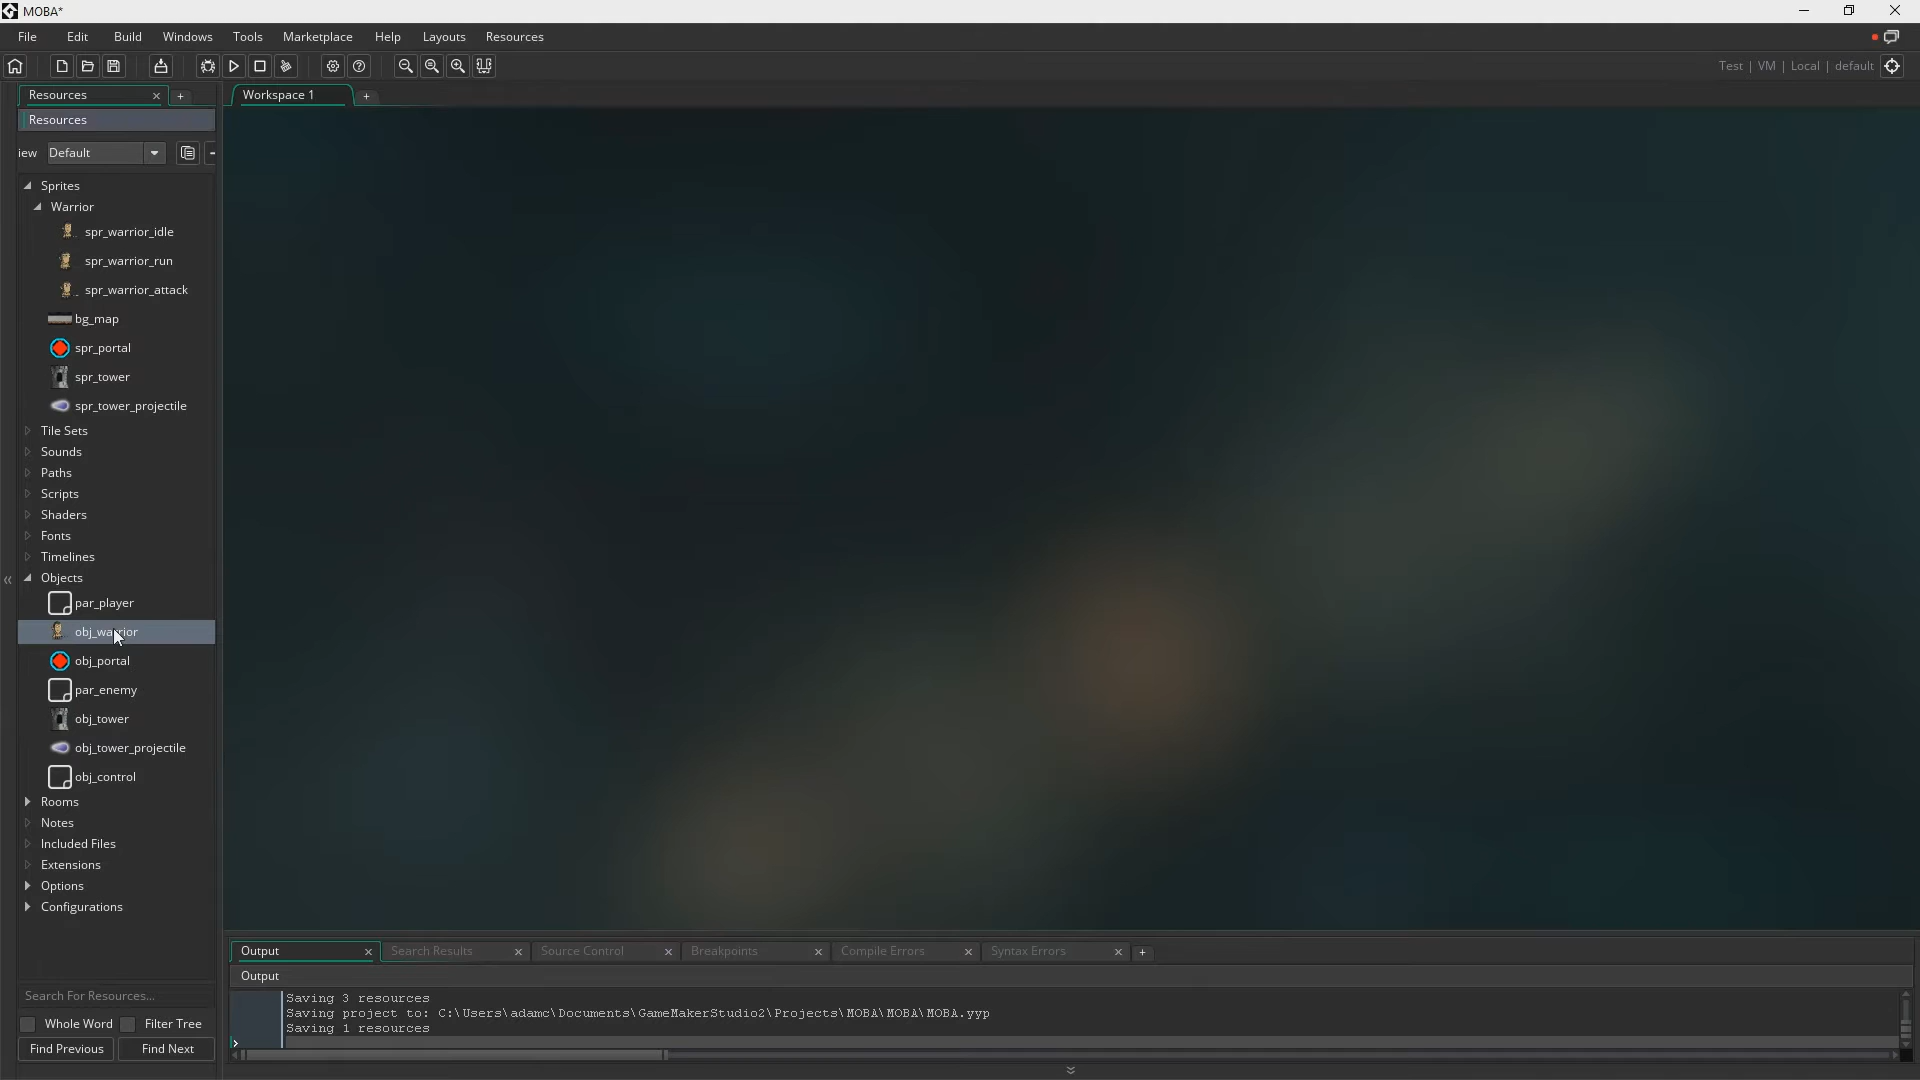 MOBA*
File Edit Build Windows Tools Marketplace Help Layouts Resources
Test | VM | Local | default
Resources
Workspace 1
Resources
iew Default
Sprites
Warrior
spr_warrior_idle
spr_warrior_run
spr_warrior_attack
bg_map
spr_portal
spr_tower
spr_tower_projectile
Tile Sets
Sounds
Paths
Scripts
Shaders
Fonts
Timelines
Objects
par_player
obj_warrior
obj_portal
par_enemy
obj_tower
obj_tower_projectile
obj_control
Rooms
Notes
Included Files
Extensions
Options
Configurations
Search For Resources...
Whole Word Filter Tree
Find Previous Find Next
Output Search Results Source Control Breakpoints Compile Errors Syntax Errors
Output
Saving 3 resources
Saving project to: C:\Users\adamc\Documents\GameMakerStudio2\Projects\MOBA\MOBA\MOBA.yyp
Saving 1 resources